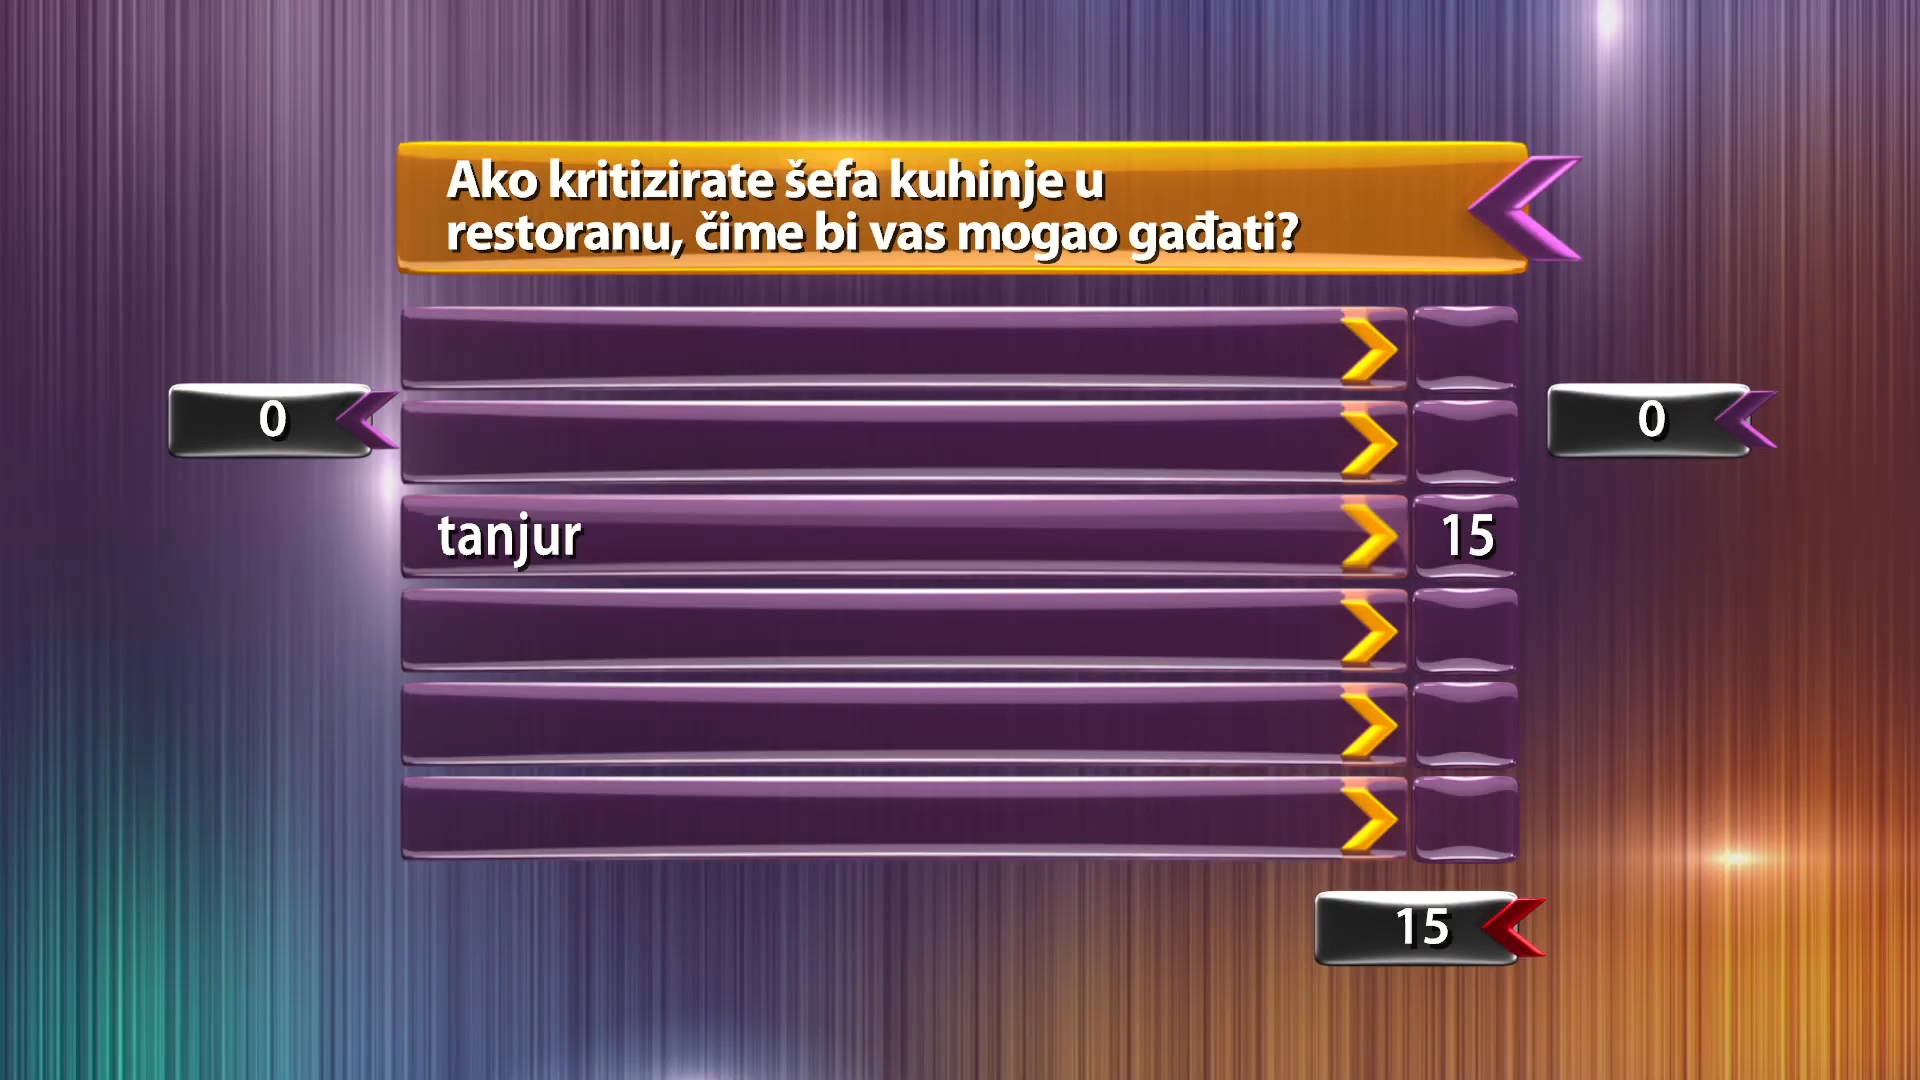 Ako kritizirate šefa kuhinje u
restoranu, čime bi vas mogao gađati?
0
0
tanjur 15
15